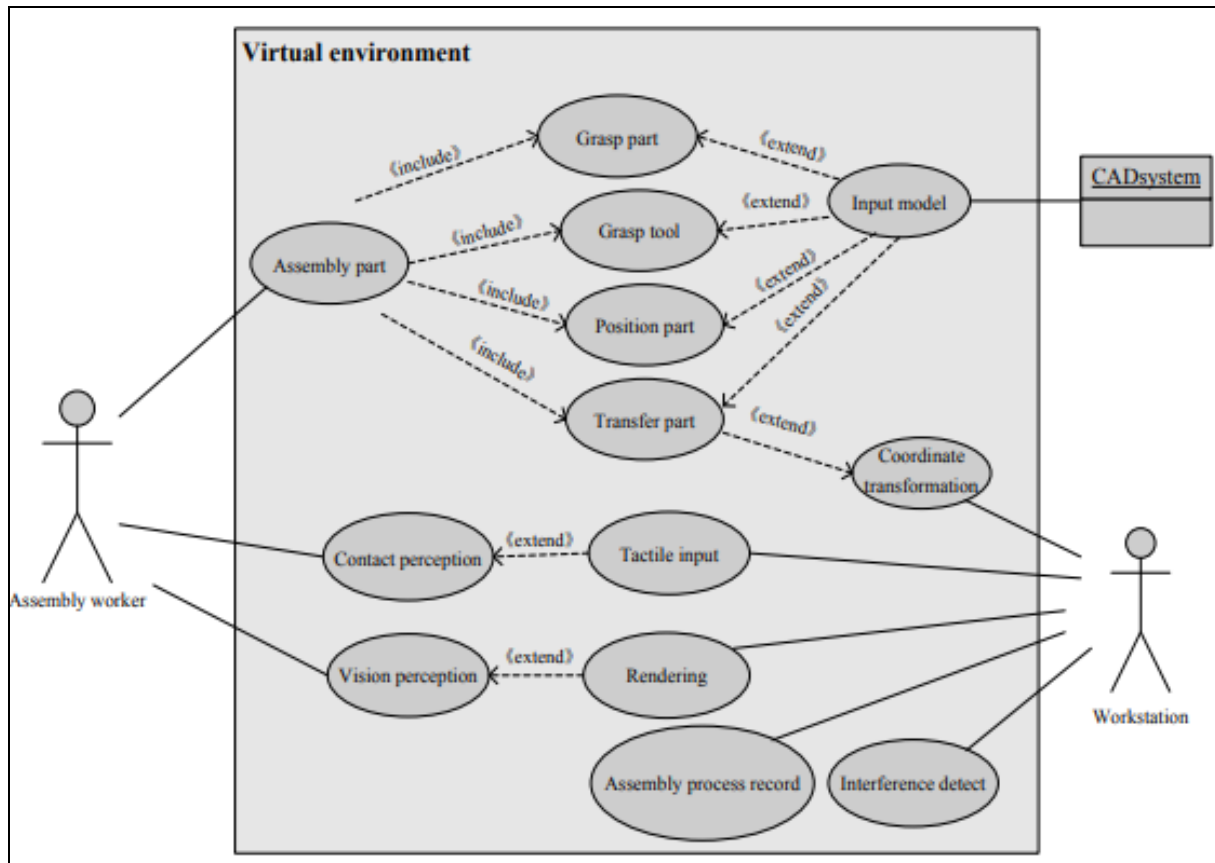 Virtual environment
Grasp part
《include》
《extend》
CADsystem
Input model
《extend》
《include》
Grasp tool
Assembly part
《extend》
《include》
《extend》
Position part
《include》
Transfer part
《extend》
Coordinate
transformation
《extend》
Contact perception
Tactile input
Assembly worker
《extend》
Vision perception
Rendering
Workstation
Assembly process record
Interference detect